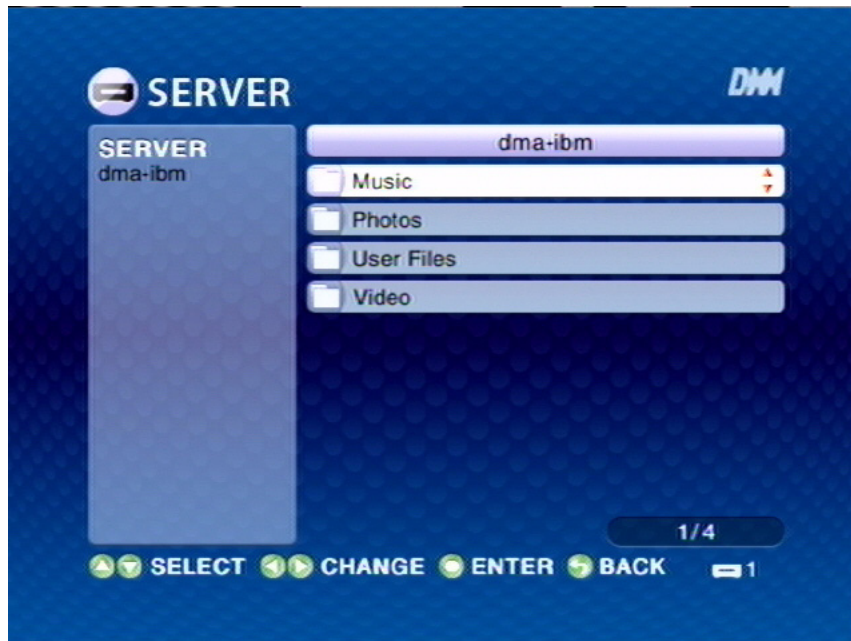 SERVER
DMA
SERVER
dma-ibm
dma-ibm
Music
Photos
User Files
Video
1/4
SELECT CHANGE ENTER BACK 1